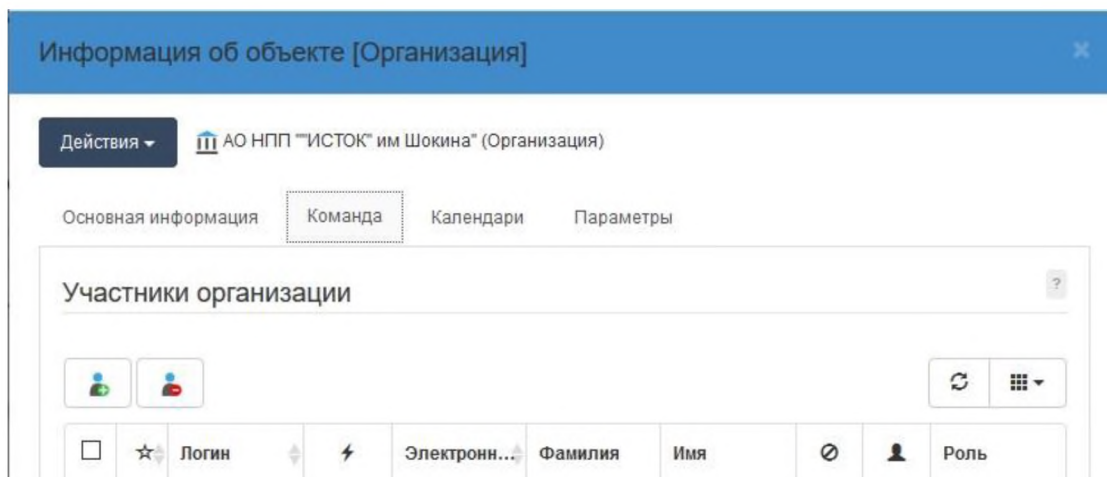 Информация об объекте [Организация]
Действия
АО НПП ""ИСТОК" им Шокина" (Организация)
Основная информация Команда Календари Параметры
Участники организации
?
Логин Электронн... Фамилия Имя Роль